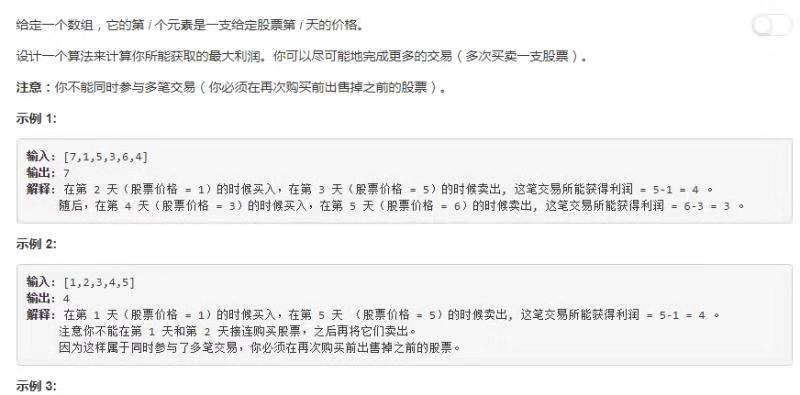 给定一个数组，它的第 i 个元素是一支给定股票第 i 天的价格。
设计一个算法来计算你所能获取的最大利润。你可以尽可能地完成更多的交易（多次买卖一支股票）。
注意：你不能同时参与多笔交易（你必须在再次购买前出售掉之前的股票）。
示例 1:
输入: [7,1,5,3,6,4]
输出: 7
解释: 在第 2 天（股票价格 = 1）的时候买入，在第 3 天（股票价格 = 5）的时候卖出, 这笔交易所能获得利润 = 5-1 = 4 。
随后，在第 4 天（股票价格 = 3）的时候买入，在第 5 天（股票价格 = 6）的时候卖出, 这笔交易所能获得利润 = 6-3 = 3 。
示例 2:
输入: [1,2,3,4,5]
输出: 4
解释: 在第 1 天（股票价格 = 1）的时候买入，在第 5 天 （股票价格 = 5）的时候卖出, 这笔交易所能获得利润 = 5-1 = 4 。
注意你不能在第 1 天和第 2 天接连购买股票，之后再将它们卖出。
因为这样属于同时参与了多笔交易，你必须在再次购买前出售掉之前的股票。
示例 3: